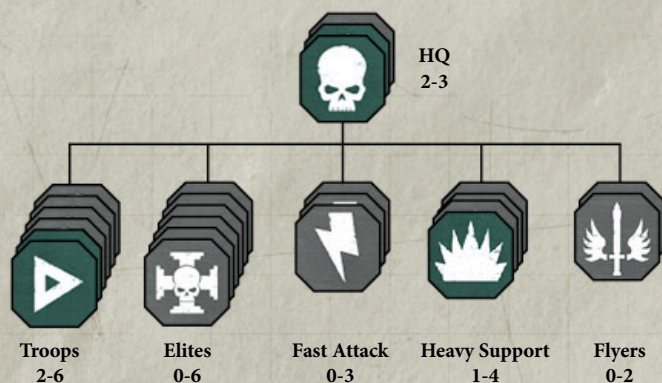 HQ
2-3
Troops
2-6
Elites
0-6
Fast Attack
0-3
Heavy Support
1-4
Flyers
0-2